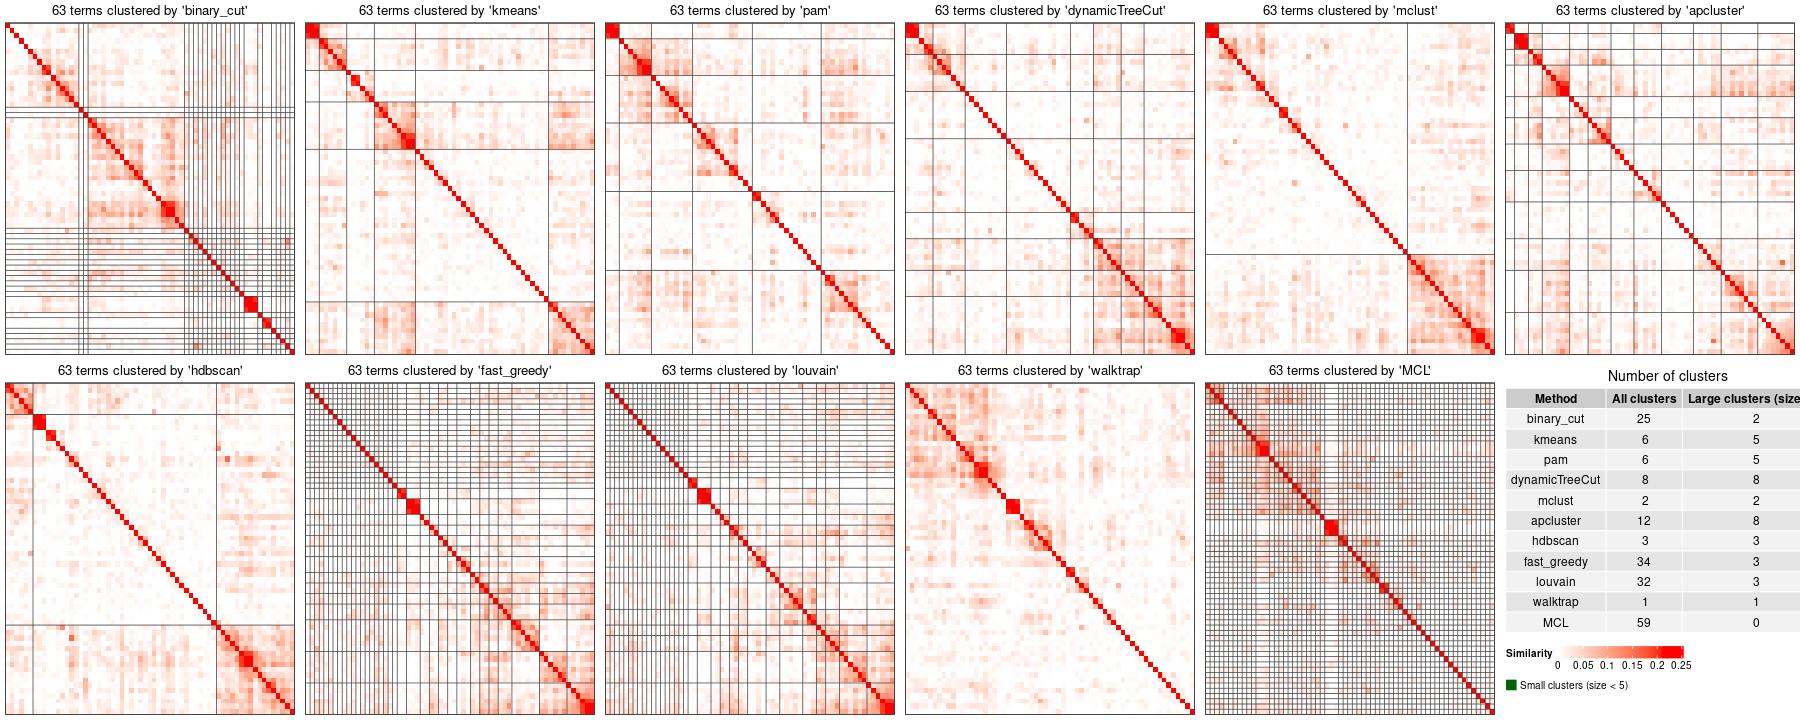 63 terms clustered by 'binary_cut'
63 terms clustered by 'kmeans'
63 terms clustered by 'pam'
63 terms clustered by 'dynamicTreeCut'
63 terms clustered by 'mclust'
63 terms clustered by 'apcluster'
63 terms clustered by 'hdbscan'
63 terms clustered by 'fast_greedy'
63 terms clustered by 'louvain'
63 terms clustered by 'walktrap'
63 terms clustered by 'MCL'
Number of clusters
Method All clusters Large clusters (size
binary_cut 25 2
kmeans 6 5
pam 6 5
dynamicTreeCut 8 8
mclust 2 2
apcluster 12 8
hdbscan 3 3
fast_greedy 34 3
louvain 32 3
walktrap 1 1
MCL 59 0
Similarity
0 0.05 0.1 0.15 0.2 0.25
Small clusters (size < 5)